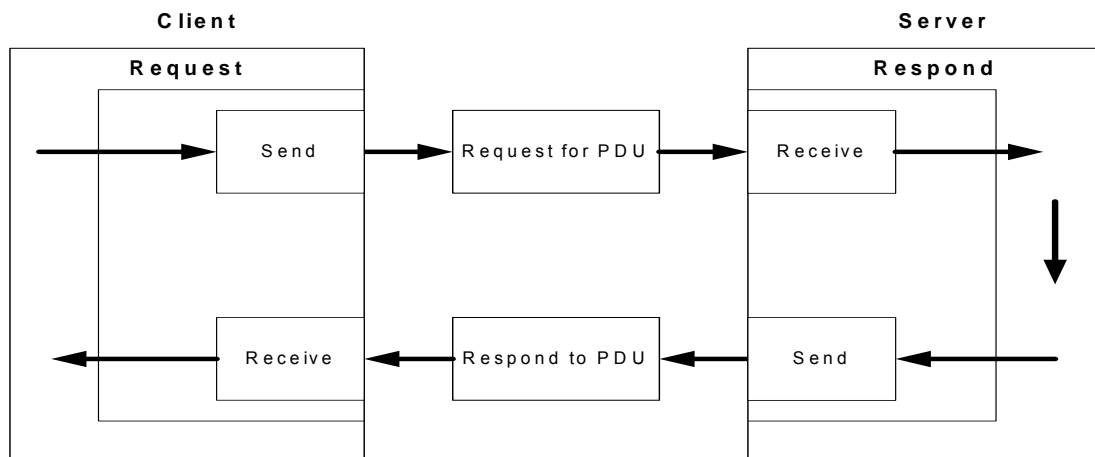 Client
Server
Request
Respond
Send
Request for PDU
Receive
Receive
Respond to PDU
Send